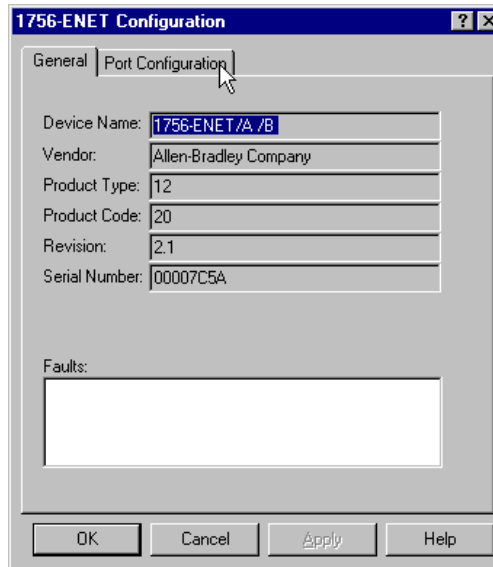 1756-ENET Configuration ? X
General Port Configuration
Device Name: 1756-ENET/A /B
Vendor: Allen-Bradley Company
Product Type: 12
Product Code: 20
Revision: 2.1
Serial Number: 00007C5A
Faults:
OK Cancel Apply Help